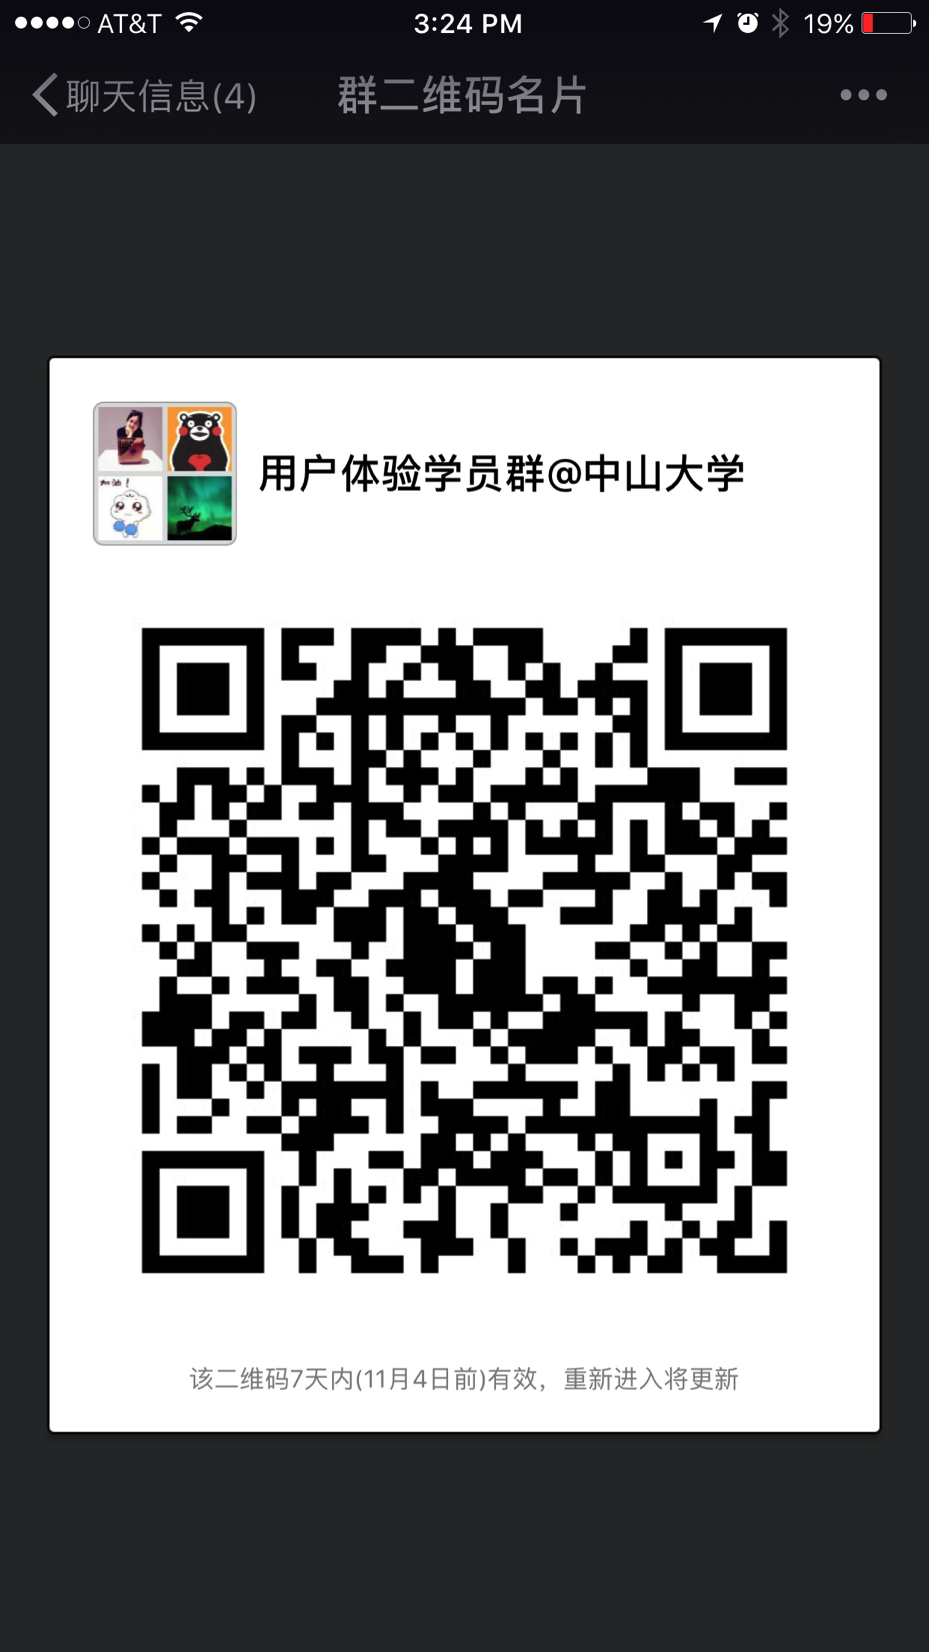 AT&T 3:24 PM 19%
聊天信息(4) 群二维码名片
用户体验学员群@中山大学
加油！
该二维码7天内(11月4日前)有效，重新进入将更新